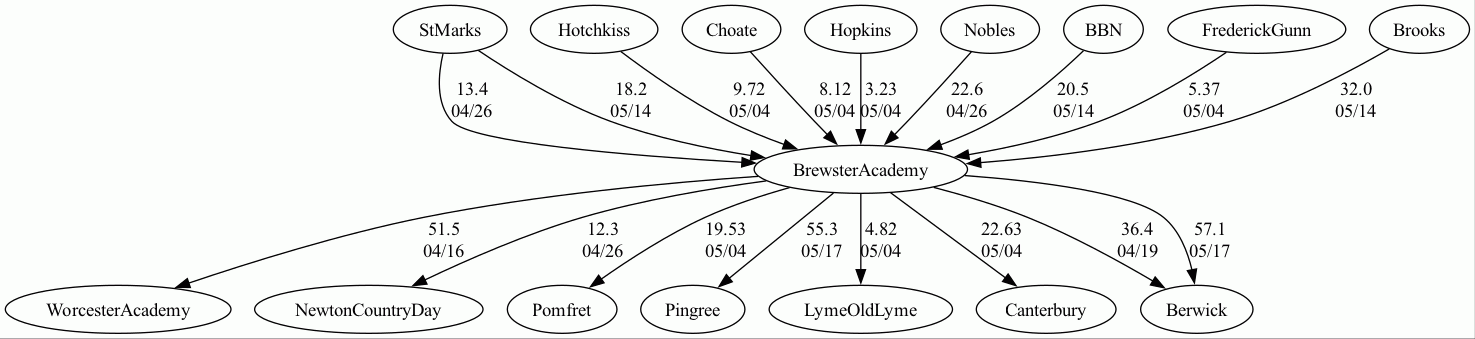 StMarks
Hotchkiss
Choate
Hopkins
Nobles
BBN
FrederickGunn
Brooks
13.4
04/26
18.2
05/14
9.72
05/04
8.12
05/04
3.23
05/04
22.6
04/26
20.5
05/14
5.37
05/04
32.0
05/14
BrewsterAcademy
51.5
04/16
12.3
04/26
19.53
05/04
55.3
05/17
4.82
05/04
22.63
05/04
36.4
04/19
57.1
05/17
WorcesterAcademy
NewtonCountryDay
Pomfret
Pingree
LymeOldLyme
Canterbury
Berwick